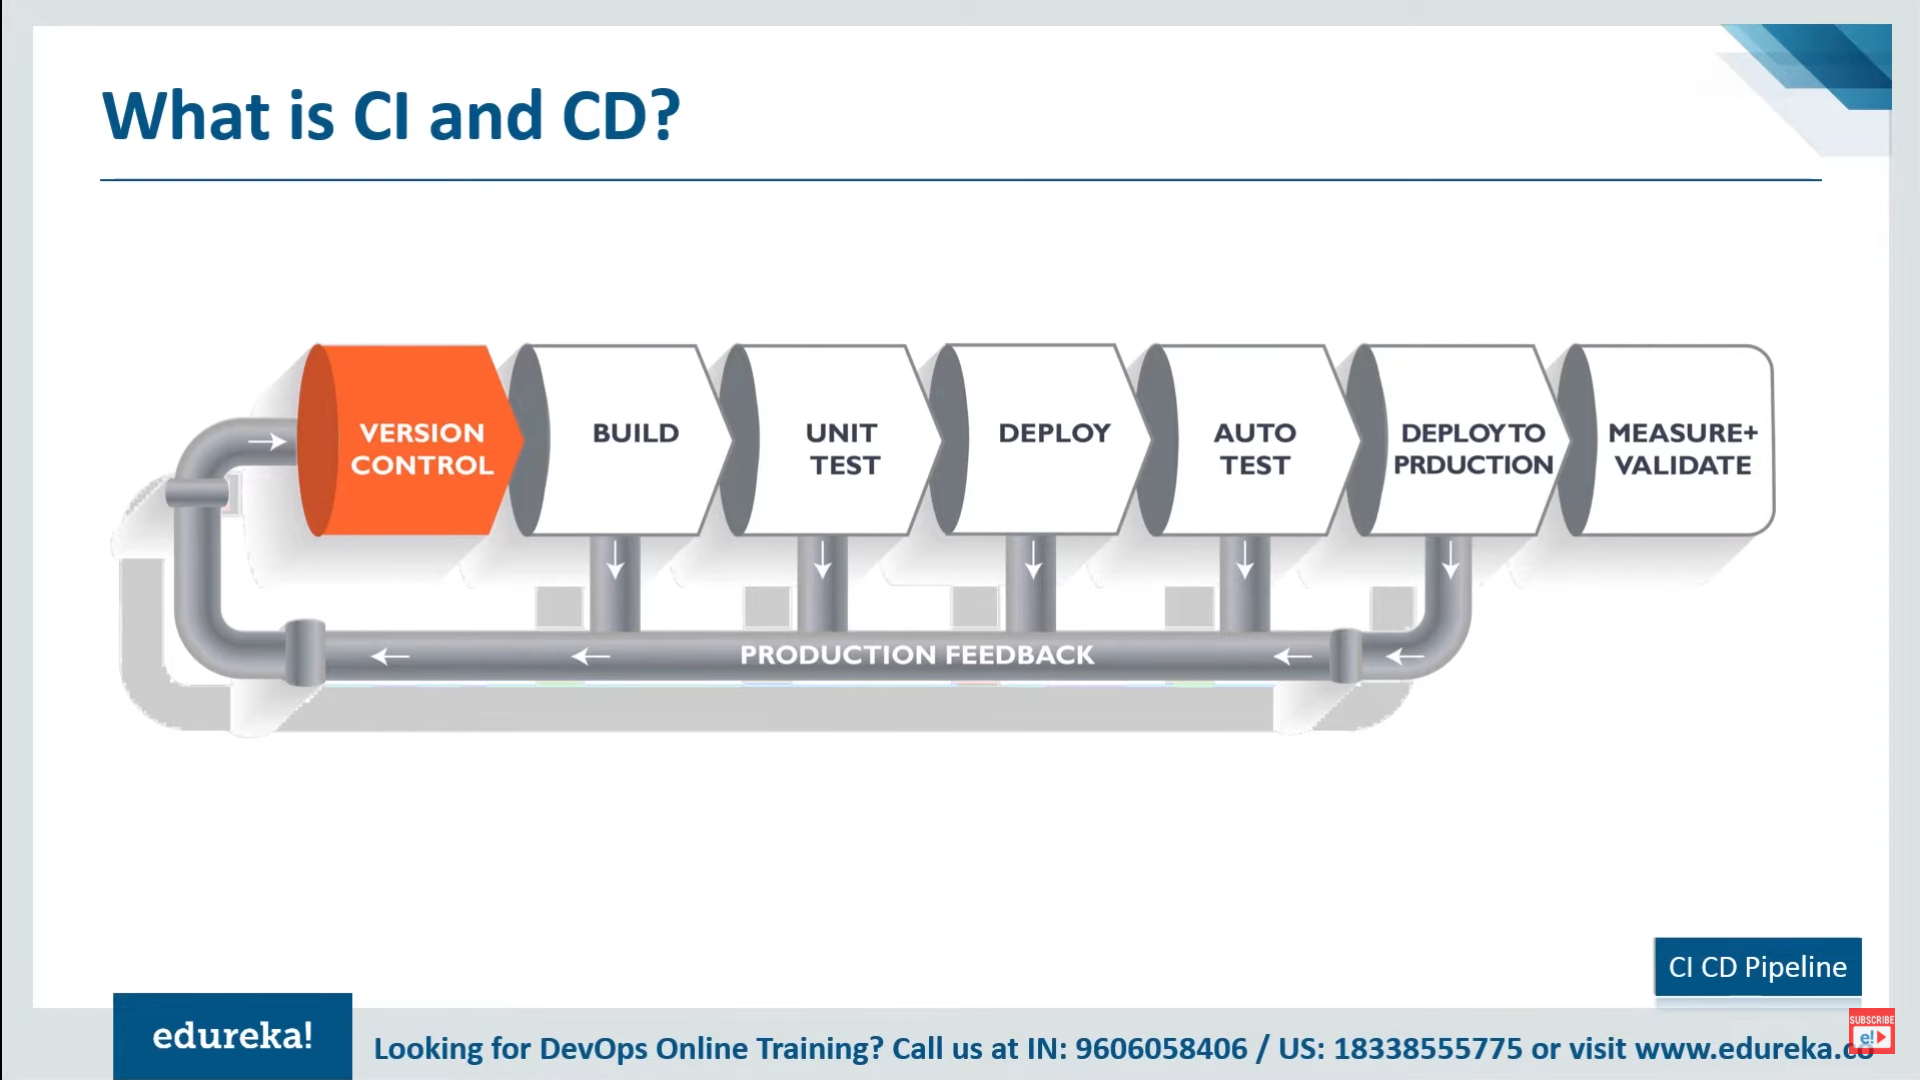 What is CI and CD?
VERSION CONTROL
BUILD
UNIT TEST
DEPLOY
AUTO TEST
DEPLOY TO PRDUCTION
MEASURE+ VALIDATE
PRODUCTION FEEDBACK
CI CD Pipeline
SUBSCRIBE
e!
edureka!
Looking for DevOps Online Training? Call us at IN: 9606058406 / US: 18338555775 or visit www.edureka.co